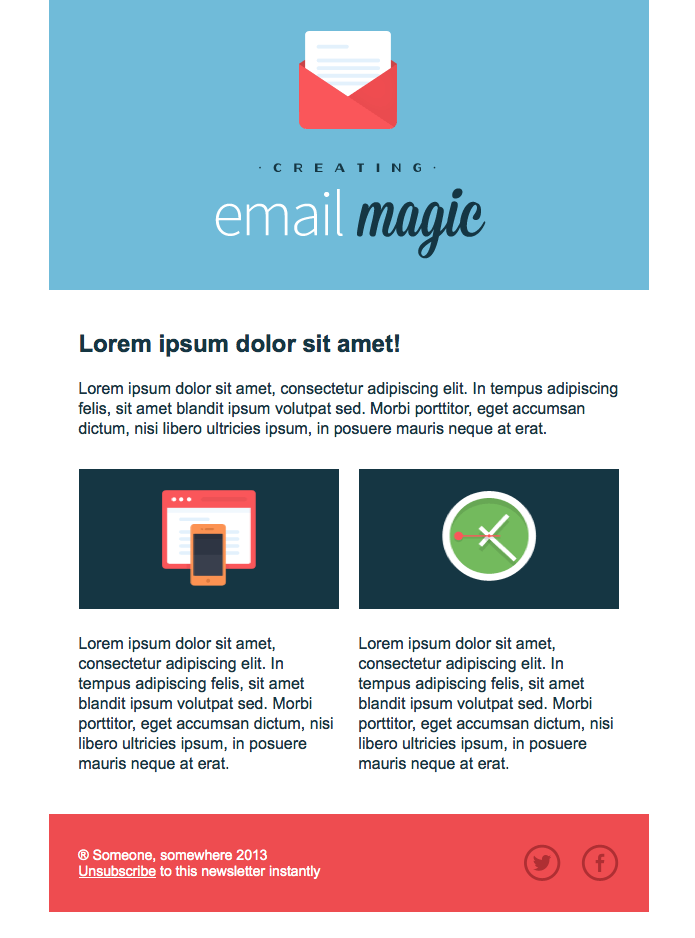 · CREATING ·
email magic
Lorem ipsum dolor sit amet!
Lorem ipsum dolor sit amet, consectetur adipiscing elit. In tempus adipiscing
felis, sit amet blandit ipsum volutpat sed. Morbi porttitor, eget accumsan
dictum, nisi libero ultricies ipsum, in posuere mauris neque at erat.
Lorem ipsum dolor sit amet,
consectetur adipiscing elit. In
tempus adipiscing felis, sit amet
blandit ipsum volutpat sed. Morbi
porttitor, eget accumsan dictum, nisi
libero ultricies ipsum, in posuere
mauris neque at erat.
Lorem ipsum dolor sit amet,
consectetur adipiscing elit. In
tempus adipiscing felis, sit amet
blandit ipsum volutpat sed. Morbi
porttitor, eget accumsan dictum, nisi
libero ultricies ipsum, in posuere
mauris neque at erat.
® Someone, somewhere 2013
Unsubscribe to this newsletter instantly